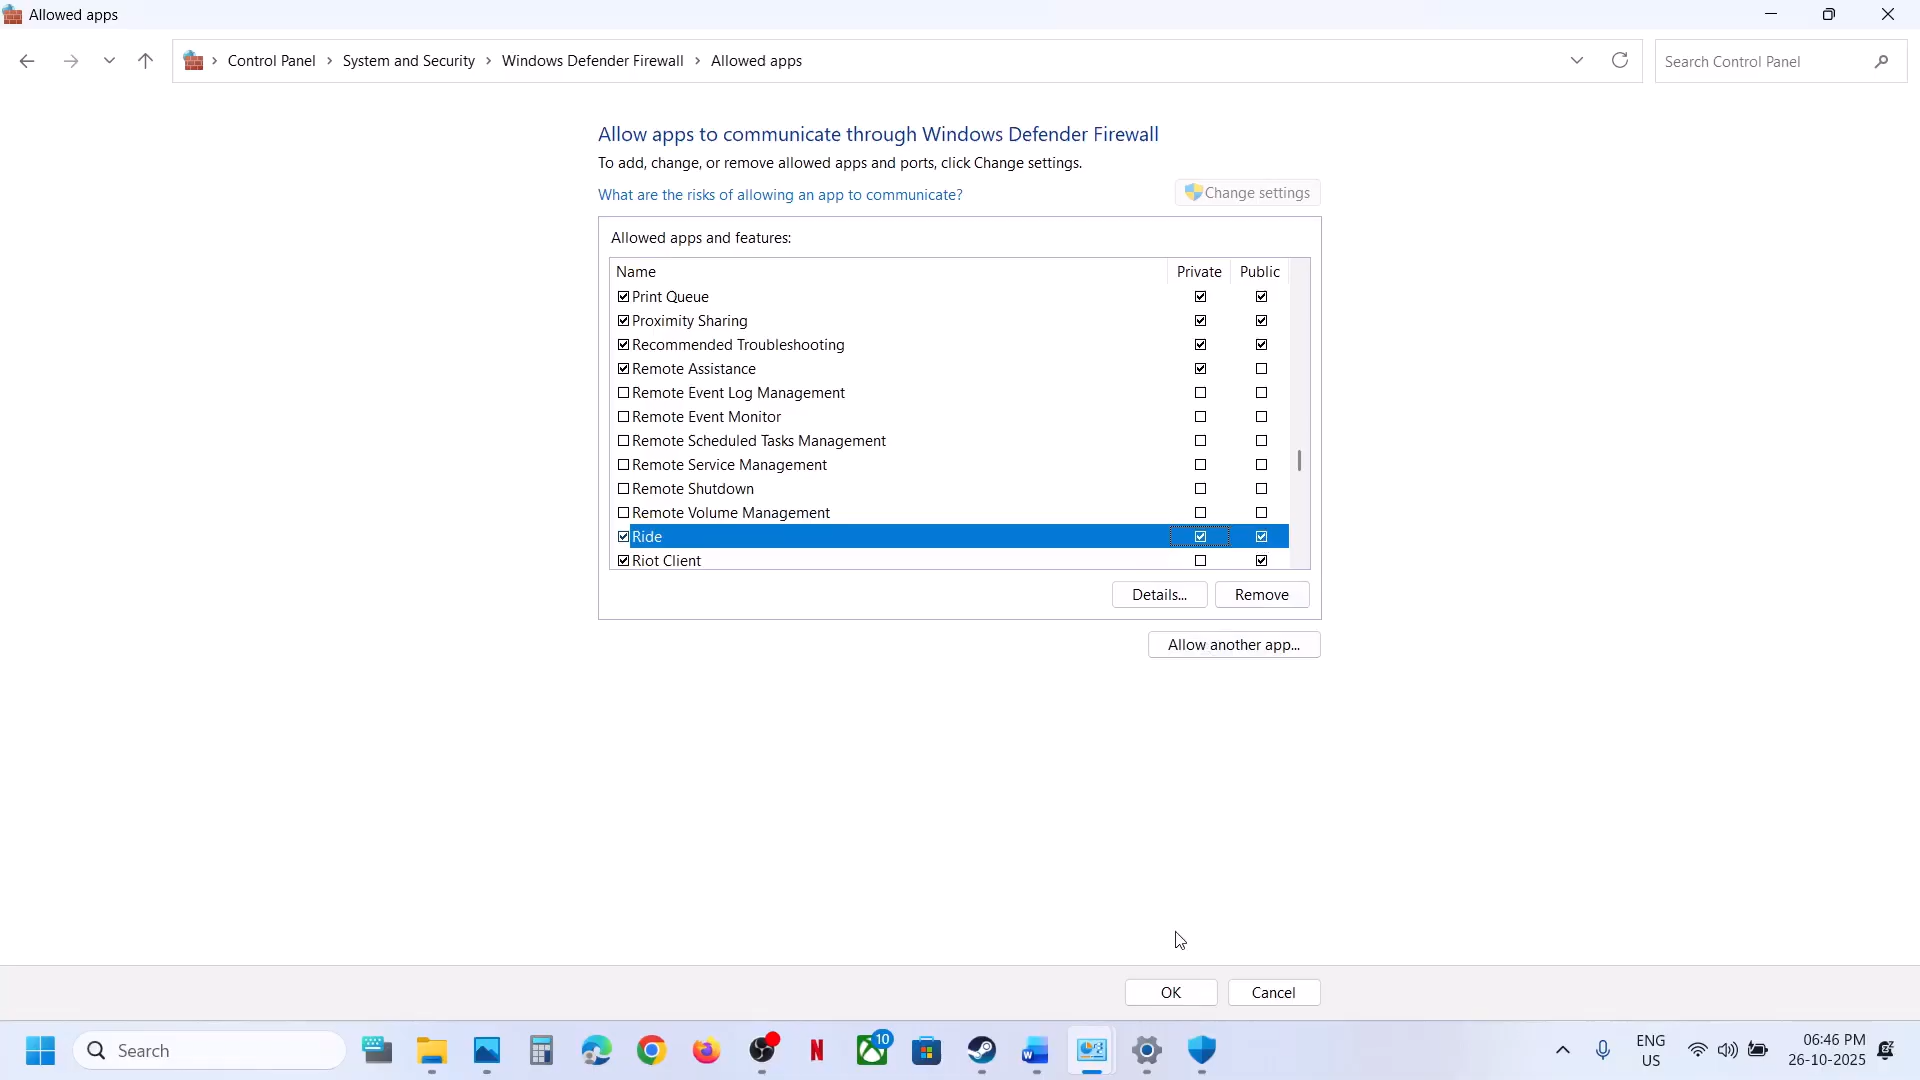 Allowed apps
Control Panel > System and Security > Windows Defender Firewall > Allowed apps
Search Control Panel
Allow apps to communicate through Windows Defender Firewall
To add, change, or remove allowed apps and ports, click Change settings.
What are the risks of allowing an app to communicate?
Change settings
Allowed apps and features:
Name Private Public
Print Queue
Proximity Sharing
Recommended Troubleshooting
Remote Assistance
Remote Event Log Management
Remote Event Monitor
Remote Scheduled Tasks Management
Remote Service Management
Remote Shutdown
Remote Volume Management
Ride
Riot Client
Details... Remove
Allow another app...
OK Cancel
Search
N
10
W
ENG
US
06:46 PM
26-10-2025